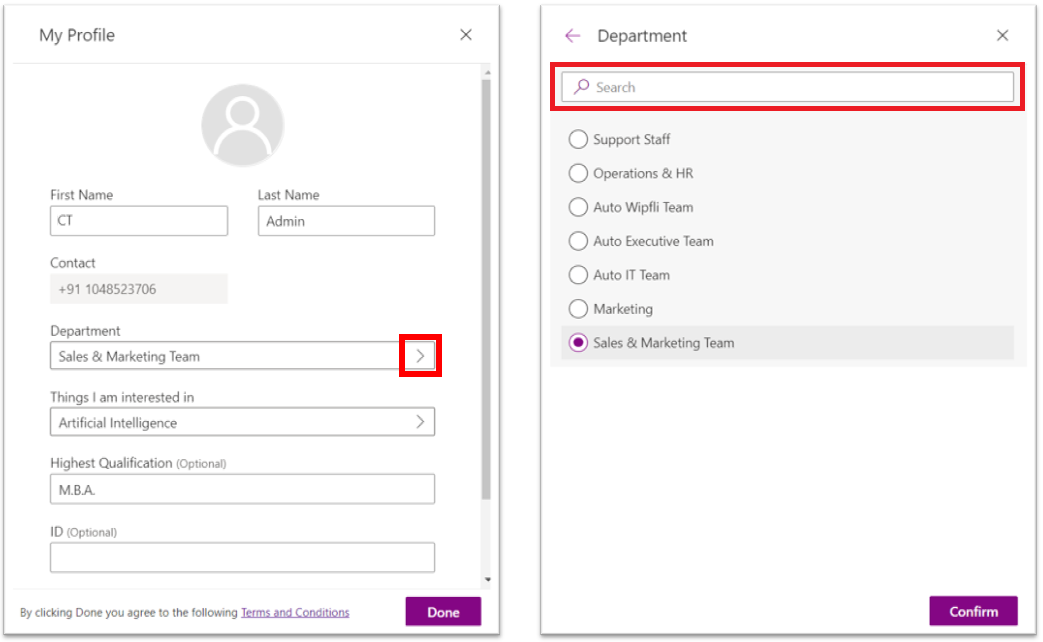 My Profile
First Name
Last Name
CT
Admin
Contact
+91 1048523706
Department
Sales & Marketing Team
Things I am interested in
Artificial Intelligence
Highest Qualification (Optional)
M.B.A.
ID (Optional)
By clicking Done you agree to the following Terms and Conditions
Done
Department
Search
Support Staff
Operations & HR
Auto Wipfli Team
Auto Executive Team
Auto IT Team
Marketing
Sales & Marketing Team
Confirm